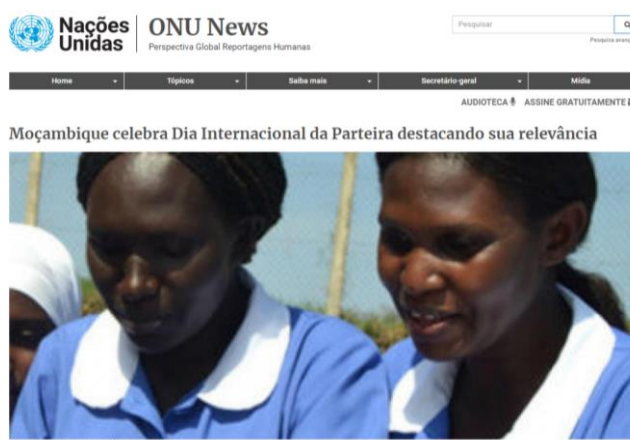 Nações
Unidas
ONU News
Perspectiva Global Reportagens Humanas
Pesquisar
Home
Tópicos
Saiba mais
Secretário-geral
Mídia
AUDIOTECA
ASSINE GRATUITAMENTE
Moçambique celebra Dia Internacional da Parteira destacando sua relevância